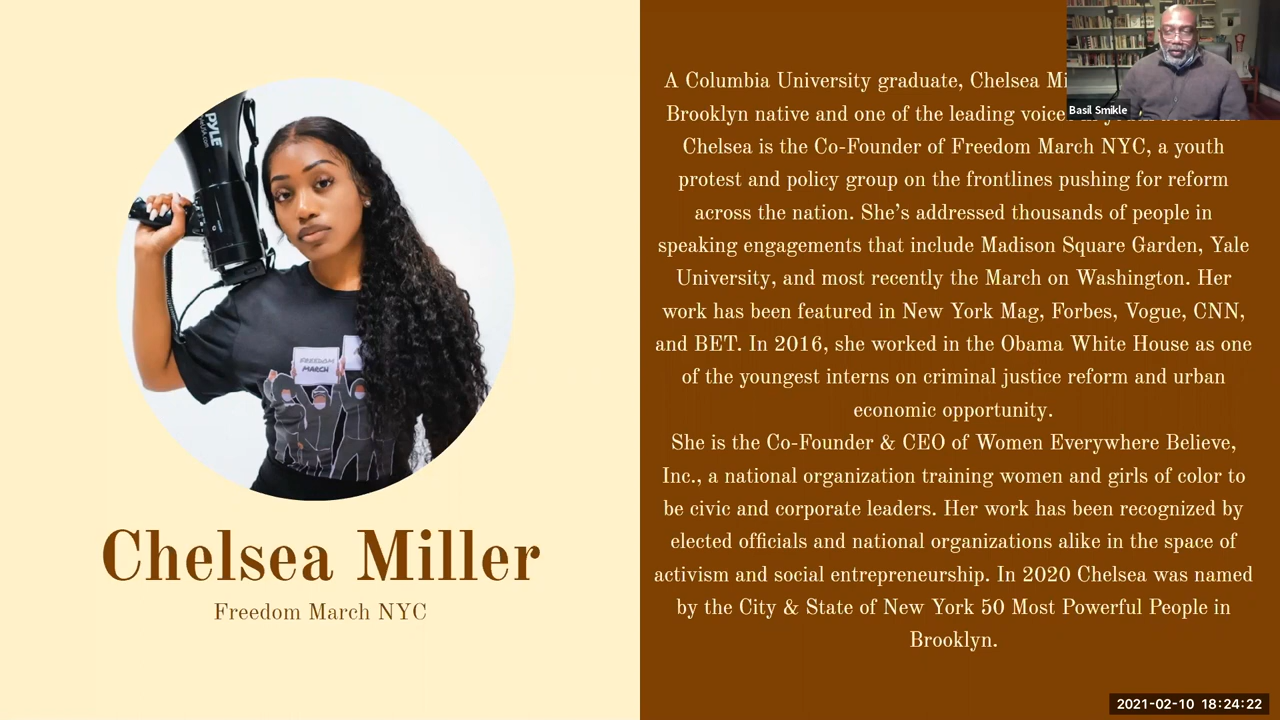 PYLE
FREEDOM
MARCH
Chelsea Miller
Freedom March NYC
A Columbia University graduate, Chelsea
Brooklyn native and one of the leading
Chelsea is the Co-Founder of Freedom March NYC, a youth
protest and policy group on the frontlines pushing for reform
across the nation. She’s addressed thousands of people in
speaking engagements that include Madison Square Garden, Yale
University, and most recently the March on Washington. Her
work has been featured in New York Mag, Forbes, Vogue, CNN,
and BET. In 2016, she worked in the Obama White House as one
of the youngest interns on criminal justice reform and urban
economic opportunity.
She is the Co-Founder & CEO of Women Everywhere Believe,
Inc., a national organization training women and girls of color to
be civic and corporate leaders. Her work has been recognized by
elected officials and national organizations alike in the space of
activism and social entrepreneurship. In 2020 Chelsea was named
by the City & State of New York 50 Most Powerful People in
Brooklyn.
Basil Smikle
2021-02-10 18:24:22